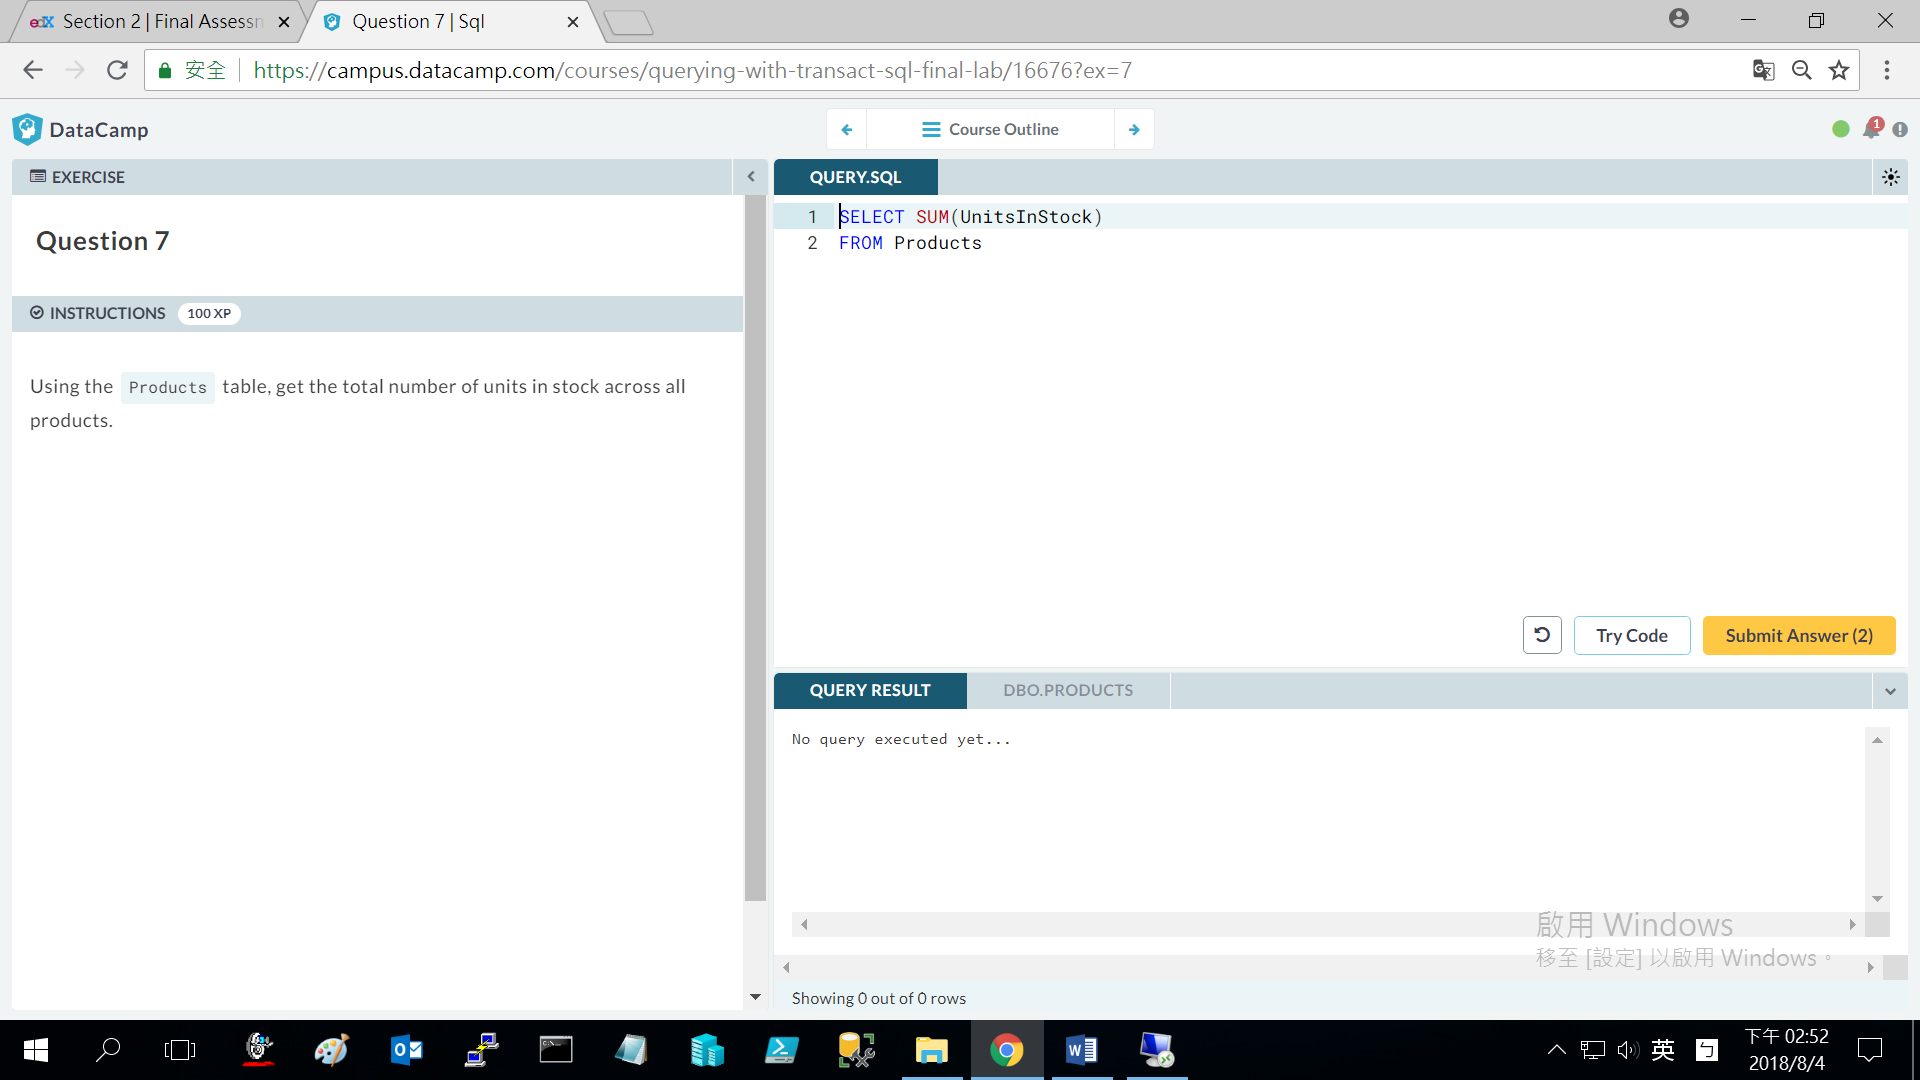 edX Section 2 | Final Assessm
Question 7 | Sql
安全
https://campus.datacamp.com/courses/querying-with-transact-sql-final-lab/16676?ex=7
DataCamp
Course Outline
1
EXERCISE
Question 7
INSTRUCTIONS 100 XP
Using the Products table, get the total number of units in stock across all
products.
QUERY.SQL
1 SELECT SUM(UnitsInStock)
2 FROM Products
Try Code
Submit Answer (2)
QUERY RESULT
DBO.PRODUCTS
No query executed yet...
Showing 0 out of 0 rows
啟用 Windows
移至 [設定] 以啟用 Windows。
英
ㄅ
下午 02:52
2018/8/4